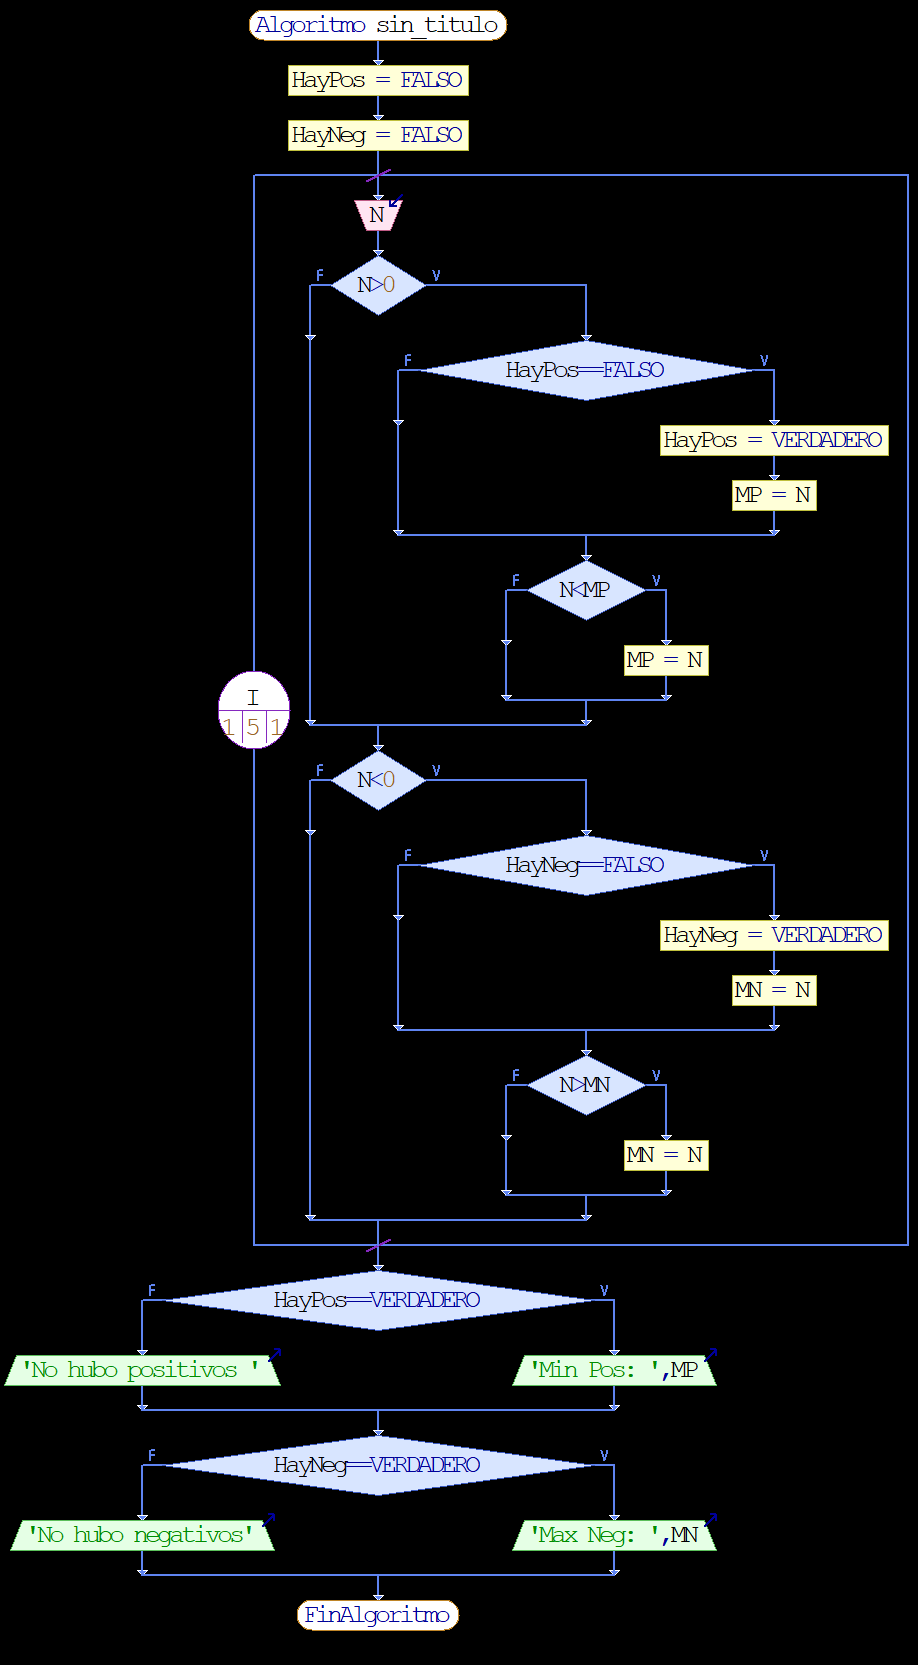 Algoritmo sin_titulo
HayPos = FALSO
HayNeg = FALSO
N
F N>0 V
F HayPos==FALSO V
HayPos = VERDADERO
MP = N
F N<MP V
MP = N
I
1 5 1
F N<0 V
F HayNeg==FALSO V
HayNeg = VERDADERO
MN = N
F N>MN V
MN = N
F HayPos==VERDADERO V
'No hubo positivos ' 'Min Pos: ',MP
F HayNeg==VERDADERO V
'No hubo negativos' 'Max Neg: ',MN
FinAlgoritmo